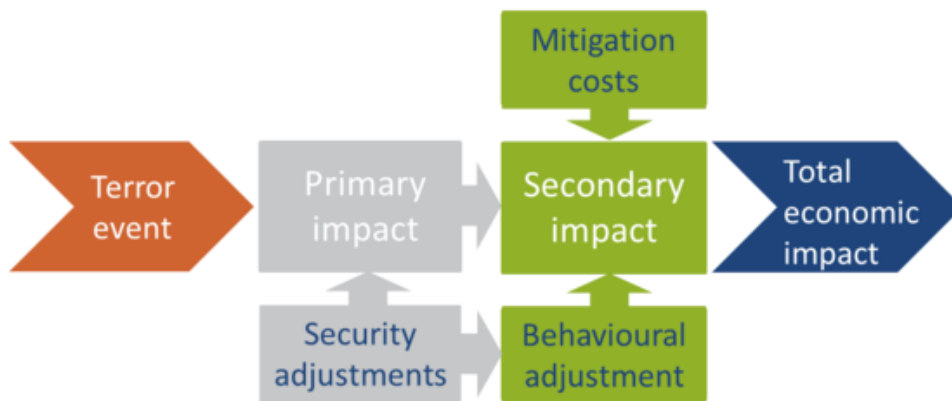 Mitigation
costs
Terror
event
Primary
impact
Secondary
impact
Total
economic
impact
Security
adjustments
Behavioural
adjustment